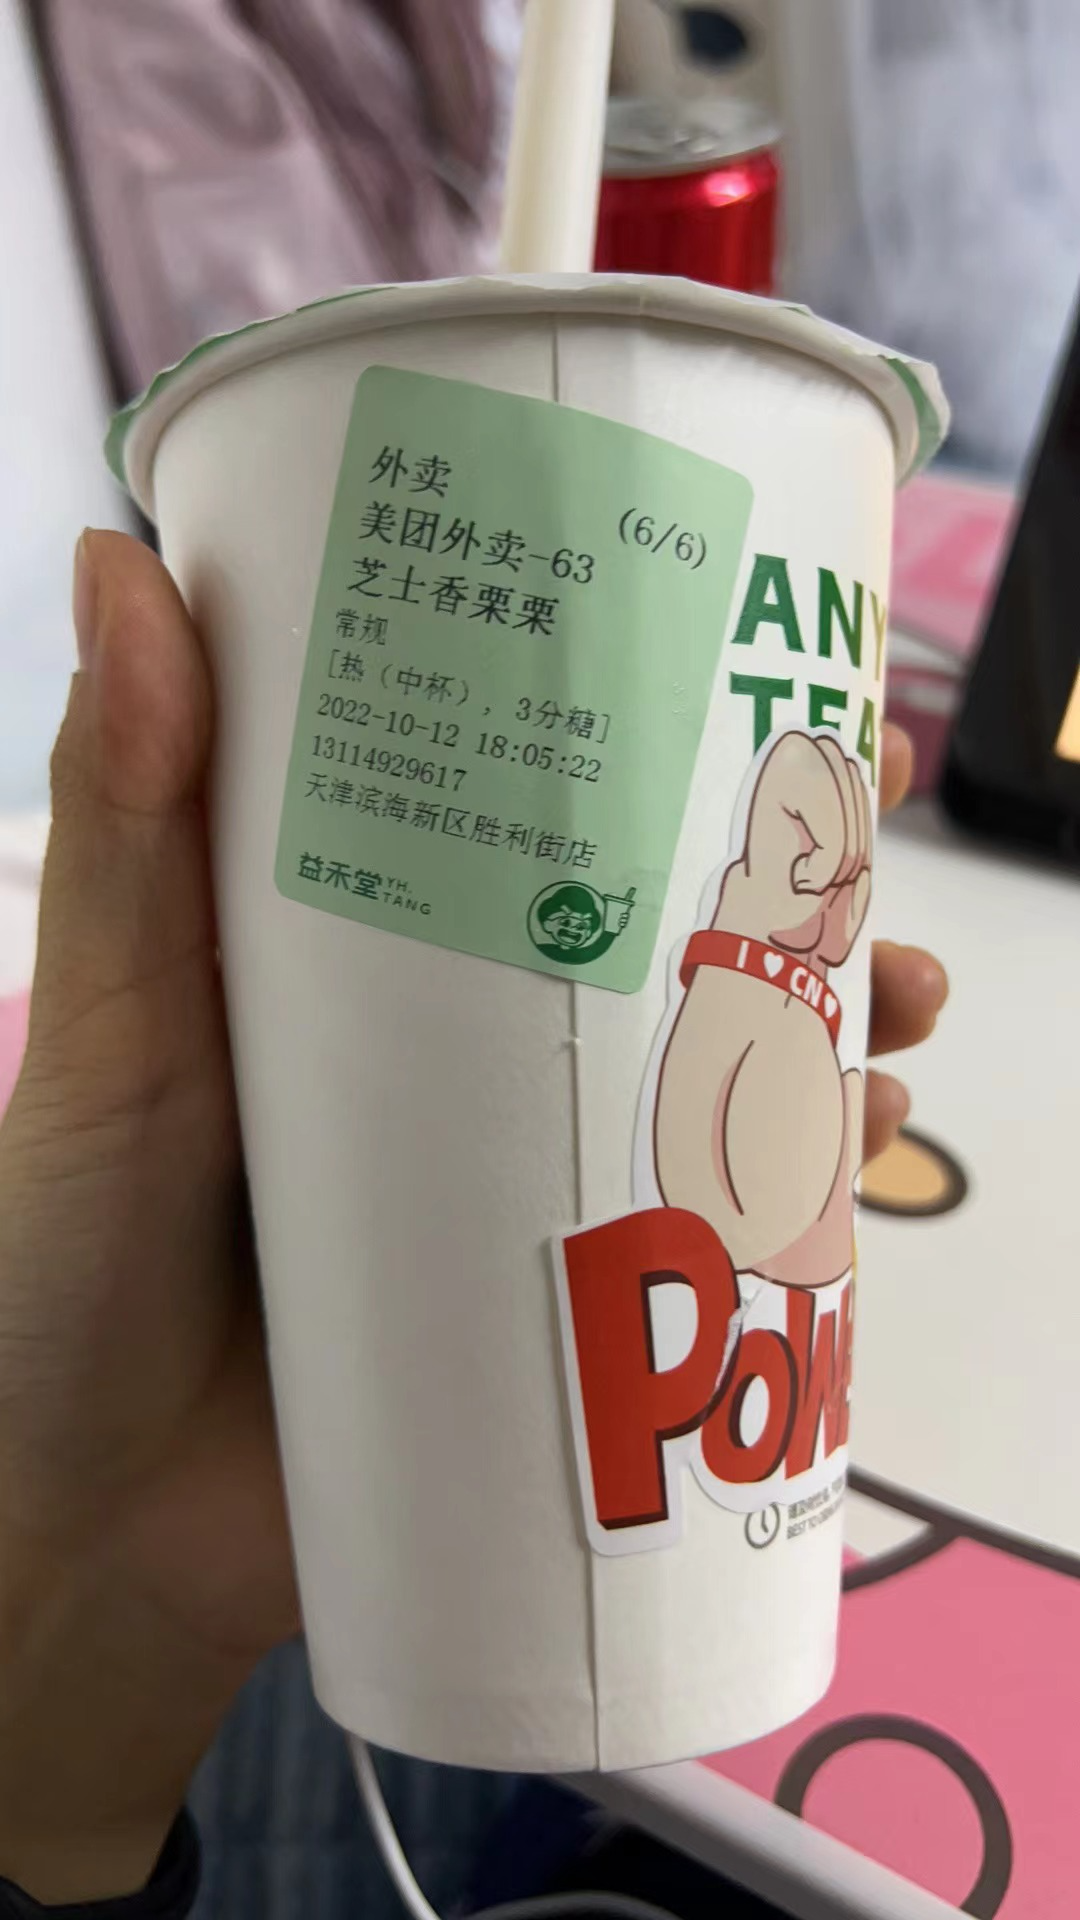 外卖
(6/6)
美团外卖-63
芝士香栗栗
常规
[热（中杯），3分糖]
2022-10-12 18:05:22
13114929617
天津滨海新区胜利街店
益禾堂 YH.
TANG
ANY
TEA
I ♥ CN ♥
POW
BEST TO